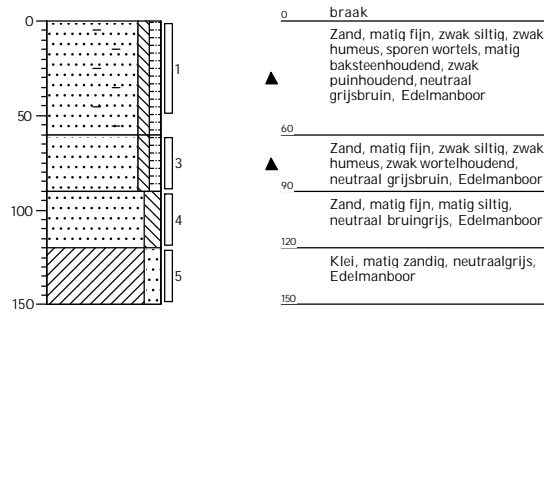 0
50
100
150
1
3
4
5
0 braak
Zand, matig fijn, zwak siltig, zwak
humeus, sporen wortels, matig
baksteenhoudend, zwak
puinhoudend, neutraal
grijsbruin, Edelmanboor
60
Zand, matig fijn, zwak siltig, zwak
humeus, zwak wortelhoudend,
neutraal grijsbruin, Edelmanboor
90
Zand, matig fijn, matig siltig,
neutraal bruingrijs, Edelmanboor
120
Klei, matig zandig, neutraalgrijs,
Edelmanboor
150